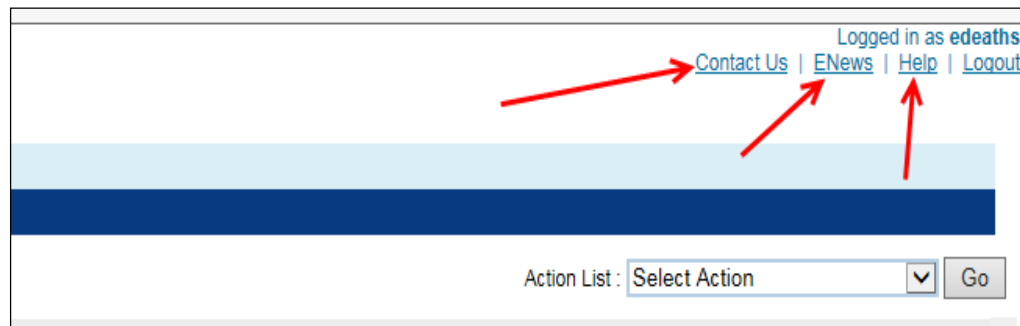 Logged in as edeaths
Contact Us | ENews | Help | Logout
Action List : Select Action Go